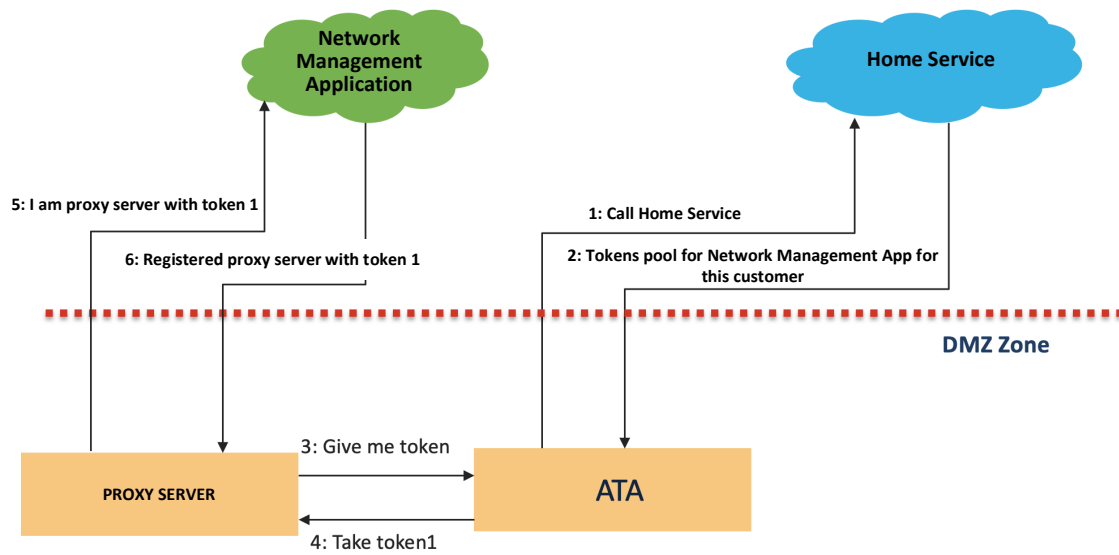 Network
Management
Application
Home Service
5: I am proxy server with token 1
1: Call Home Service
6: Registered proxy server with token 1
2: Tokens pool for Network Management App for
this customer
DMZ Zone
3: Give me token
PROXY SERVER
ATA
4: Take token1